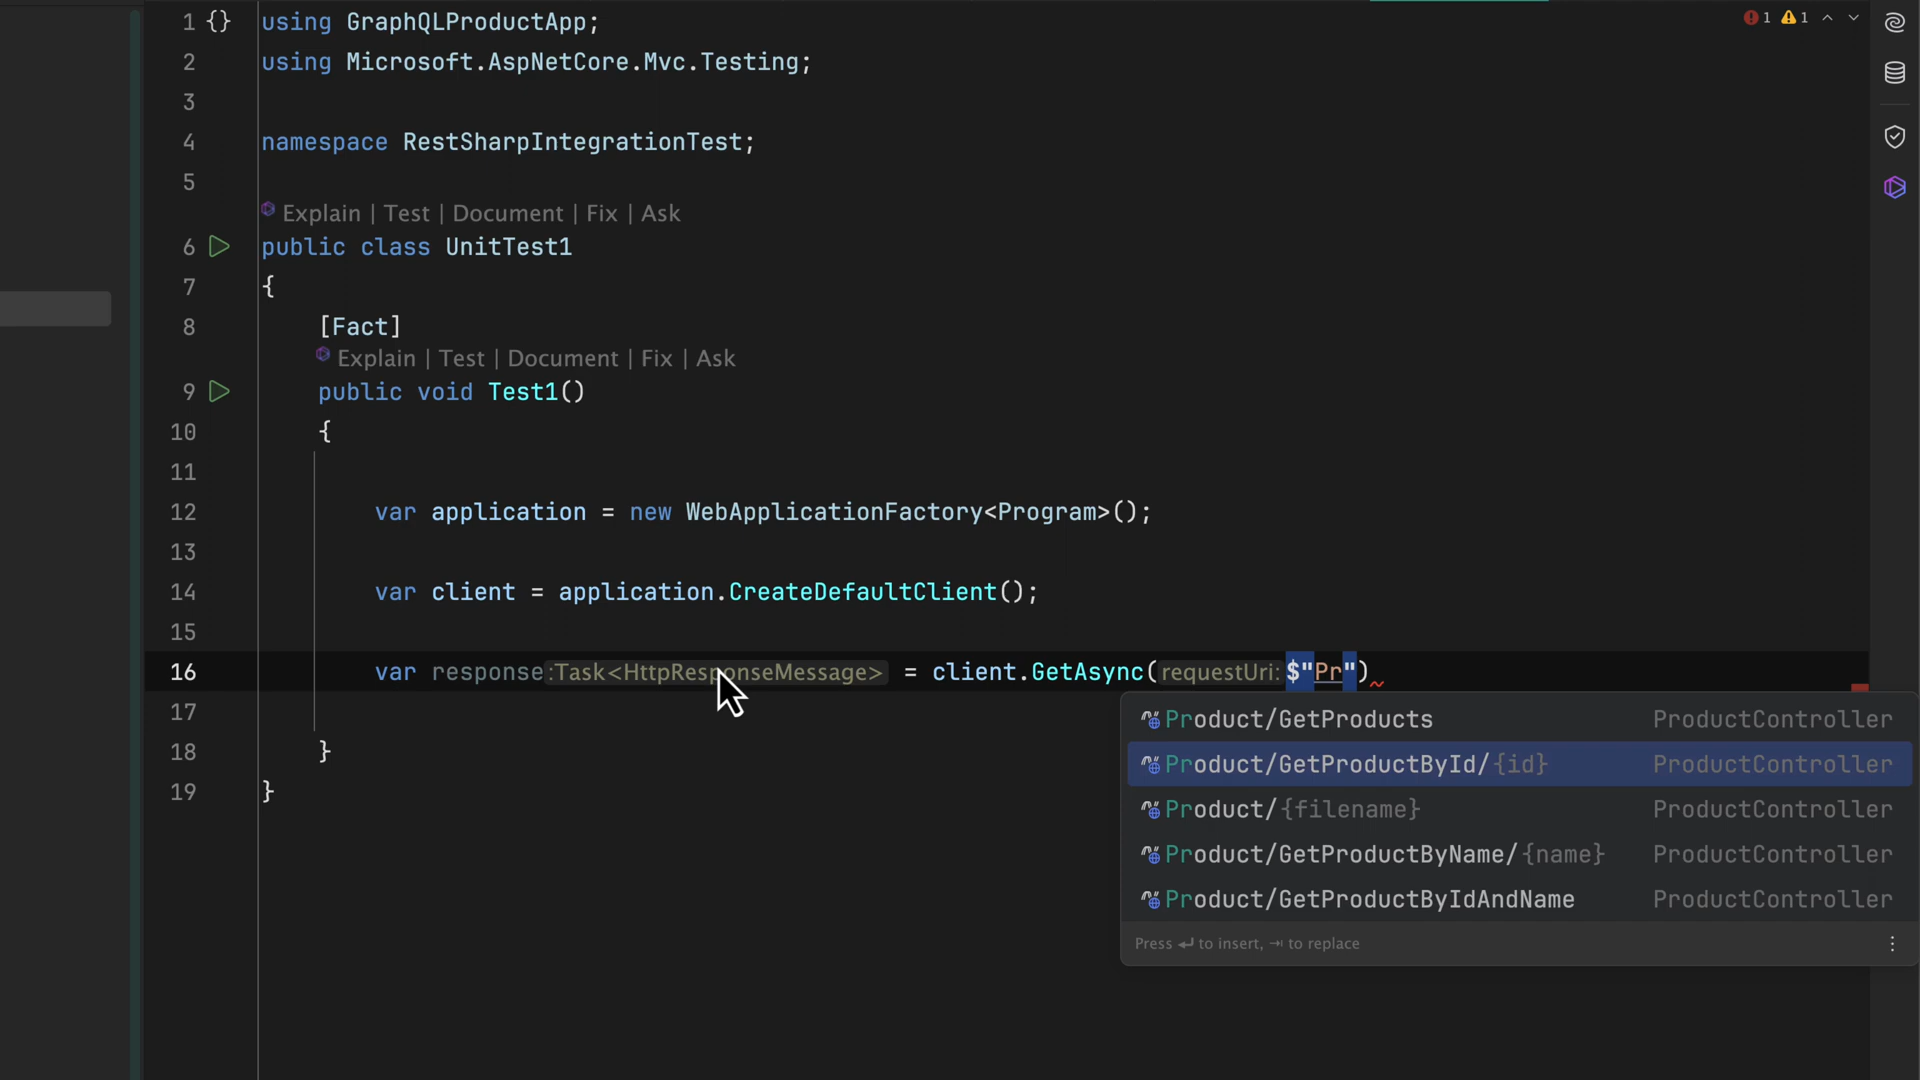 1 {} using GraphQLProductApp;
1 1
2 using Microsoft.AspNetCore.Mvc.Testing;
3
4 namespace RestSharpIntegrationTest;
5
Explain | Test | Document | Fix | Ask
6 public class UnitTest1
7 {
8 [Fact]
Explain | Test | Document | Fix | Ask
9 public void Test1()
10 {
11
12 var application = new WebApplicationFactory<Program>();
13
14 var client = application.CreateDefaultClient();
15
16 var response :Task<HttpResponseMessage> = client.GetAsync( requestUri: $"Pr")
17
Product/GetProducts ProductController
18 }
Product/GetProductById/{id} ProductController
19 }
Product/{filename} ProductController
Product/GetProductByName/{name} ProductController
Product/GetProductByIdAndName ProductController
Press ↵ to insert, ⇥ to replace